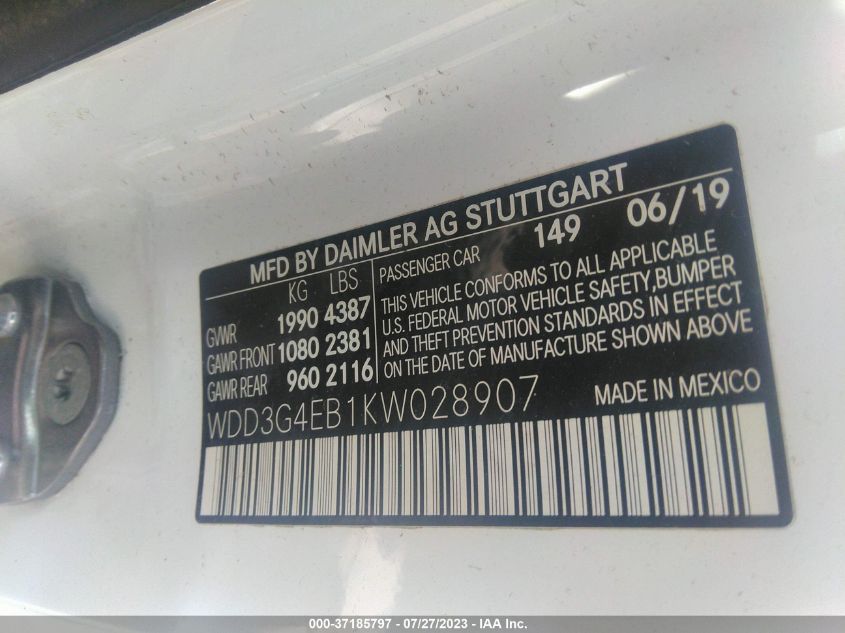 MFD BY DAIMLER AG STUTTGART
KG LBS
GVWR 1990 4387
GAWR FRONT 1080 2381
GAWR REAR 960 2116
PASSENGER CAR 149 06/19
THIS VEHICLE CONFORMS TO ALL APPLICABLE
U.S. FEDERAL MOTOR VEHICLE SAFETY,BUMPER
AND THEFT PREVENTION STANDARDS IN EFFECT
ON THE DATE OF MANUFACTURE SHOWN ABOVE
WDD3G4EB1KW028907
MADE IN MEXICO
000-37185797 - 07/27/2023 - IAA Inc.